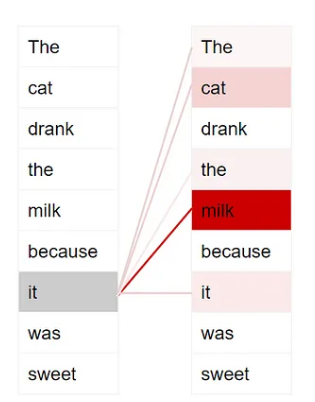 The The
cat cat
drank drank
the the
milk milk
because because
it it
was was
sweet sweet